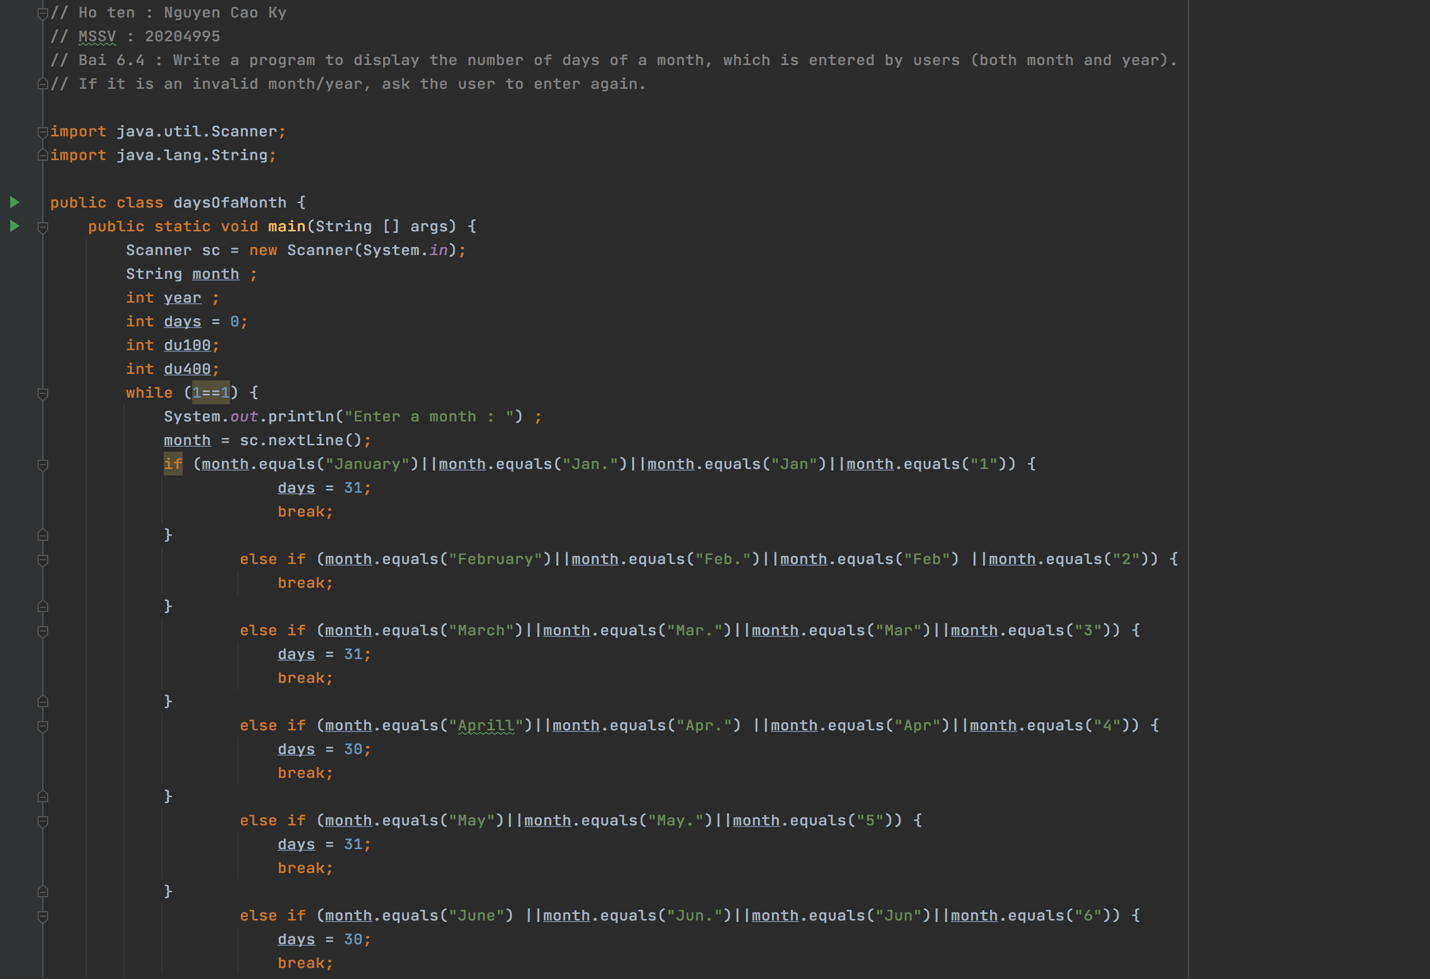 // Ho ten : Nguyen Cao Ky
// MSSV : 20204995
// Bai 6.4 : Write a program to display the number of days of a month, which is entered by users (both month and year).
// If it is an invalid month/year, ask the user to enter again.
import java.util.Scanner;
import java.lang.String;
public class daysOfaMonth {
public static void main(String [] args) {
Scanner sc = new Scanner(System.in);
String month ;
int year ;
int days = 0;
int du100;
int du400;
while (1==1) {
System.out.println("Enter a month : ") ;
month = sc.nextLine();
if (month.equals("January")||month.equals("Jan.")||month.equals("Jan")||month.equals("1")) {
days = 31;
break;
}
else if (month.equals("February")||month.equals("Feb.")||month.equals("Feb") ||month.equals("2")) {
break;
}
else if (month.equals("March")||month.equals("Mar.")||month.equals("Mar")||month.equals("3")) {
days = 31;
break;
}
else if (month.equals("Aprill")||month.equals("Apr.") ||month.equals("Apr")||month.equals("4")) {
days = 30;
break;
}
else if (month.equals("May")||month.equals("May.")||month.equals("5")) {
days = 31;
break;
}
else if (month.equals("June") ||month.equals("Jun.")||month.equals("Jun")||month.equals("6")) {
days = 30;
break;